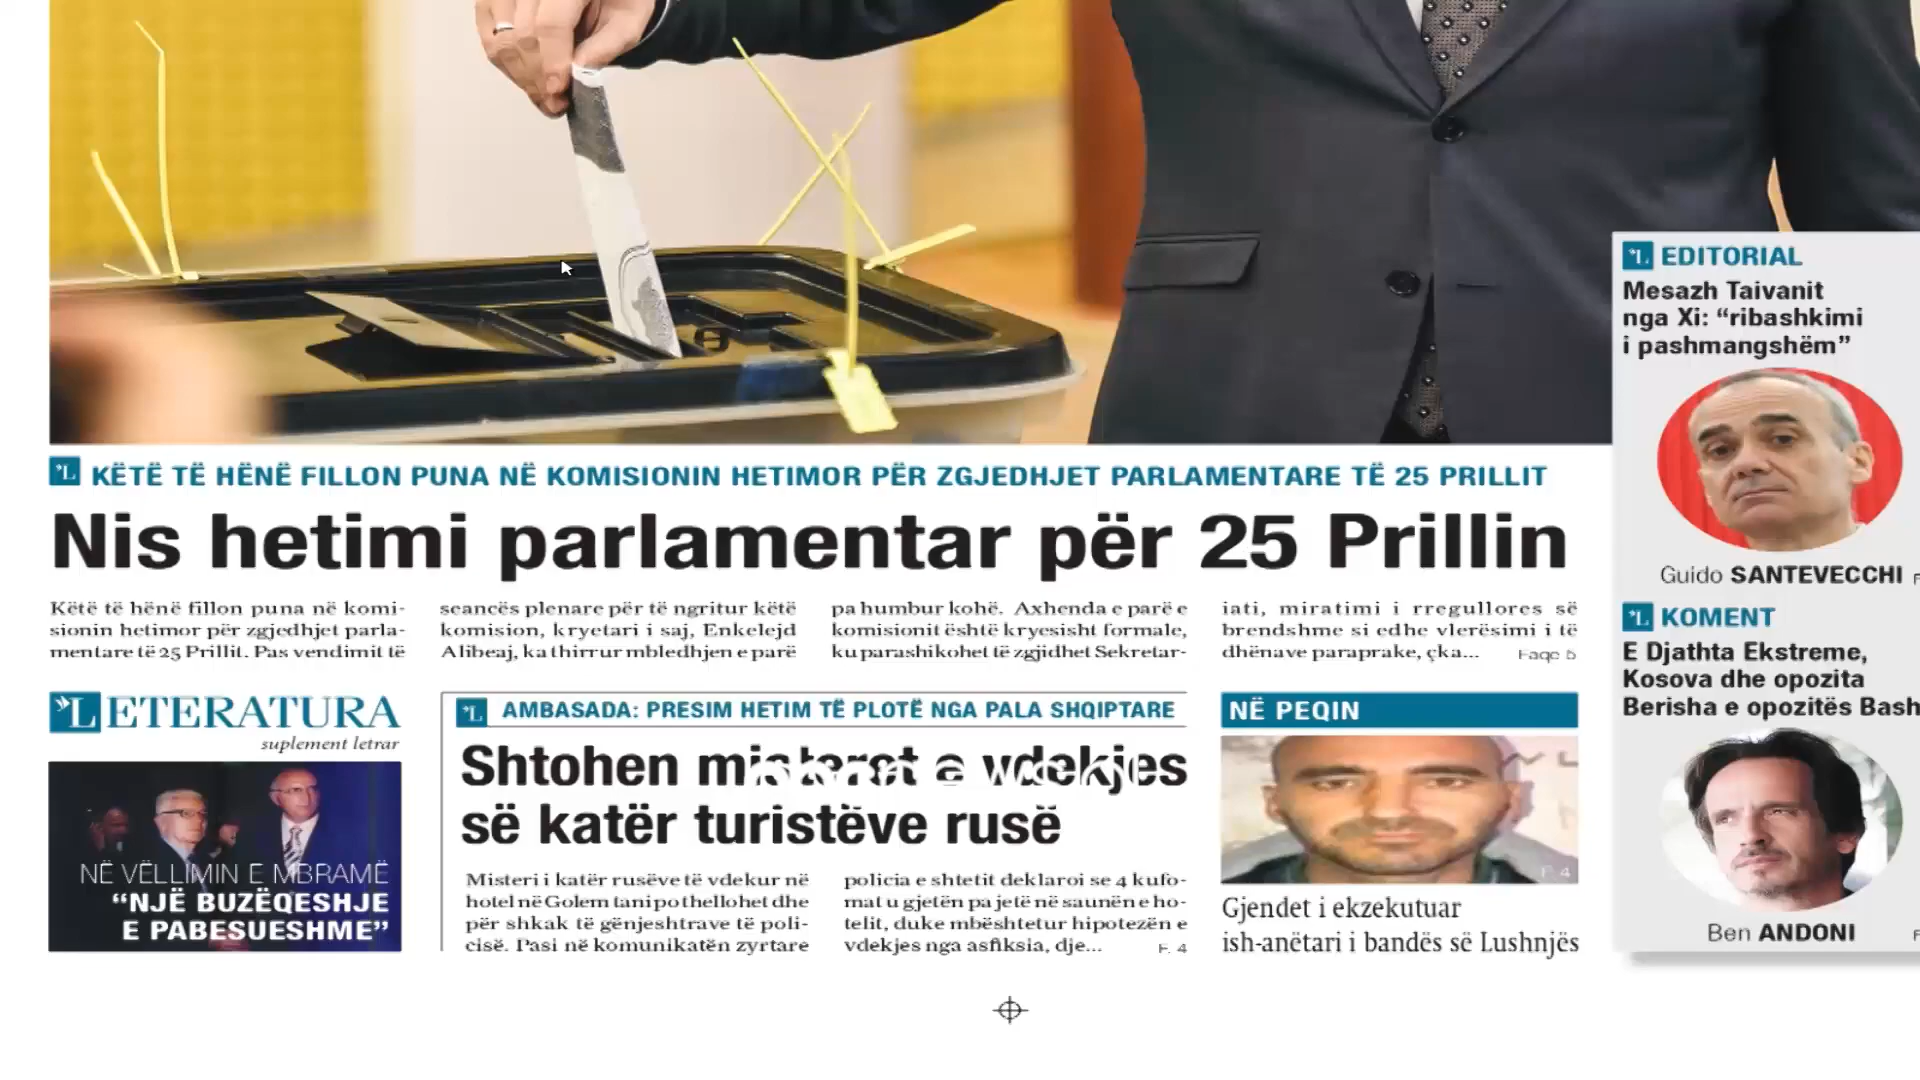 KËTË TË HËNË FILLON PUNA NË KOMISIONIN HETIMOR PËR ZGJEDHJET PARLAMENTARE TË 25 PRILLIT
Nis hetimi parlamentar për 25 Prillin
Këtë të hënë fillon puna në komi-
sionin hetimor për zgjedhjet parla-
mentare të 25 Prillit. Pas vendimit të
seancës plenare për të ngritur këtë
komision, kryetari i saj, Enkelejd
Alibeaj, ka thirrur mbledhjen e parë
pa humbur kohë. Axhenda e parë e
komisionit është kryesisht formale,
ku parashikohet të zgjidhet Sekretar-
iati, miratimi i rregullores së
brendshme si edhe vlerësimi i të
dhënave paraprake, çka...
Faqe 5
LETERATURA
suplement letrar
NË VËLLIMIN E MBRAMË
“NJË BUZËQESHJE
E PABESUESHME”
AMBASADA: PRESIM HETIM TË PLOTË NGA PALA SHQIPTARE
Shtohen misteret e vdekjes
së katër turistëve rusë
Misteri i katër rusëve të vdekur në
hotel në Golem tani po thellohet dhe
për shkak të gënjeshtrave të poli-
cisë. Pasi në komunikatën zyrtare
policia e shtetit deklaroi se 4 kufo-
mat u gjetën pa jetë në saunën e ho-
telit, duke mbështetur hipotezën e
vdekjes nga asfiksia, dje...
F. 4
NË PEQIN
F. 4
Gjendet i ekzekutuar
ish-anëtari i bandës së Lushnjës
EDITORIAL
Mesazh Taivanit
nga Xi: “ribashkimi
i pashmangshëm”
Guido SANTEVECCHI
KOMENT
E Djathta Ekstreme,
Kosova dhe opozita
Berisha e opozitës Bash
Ben ANDONI